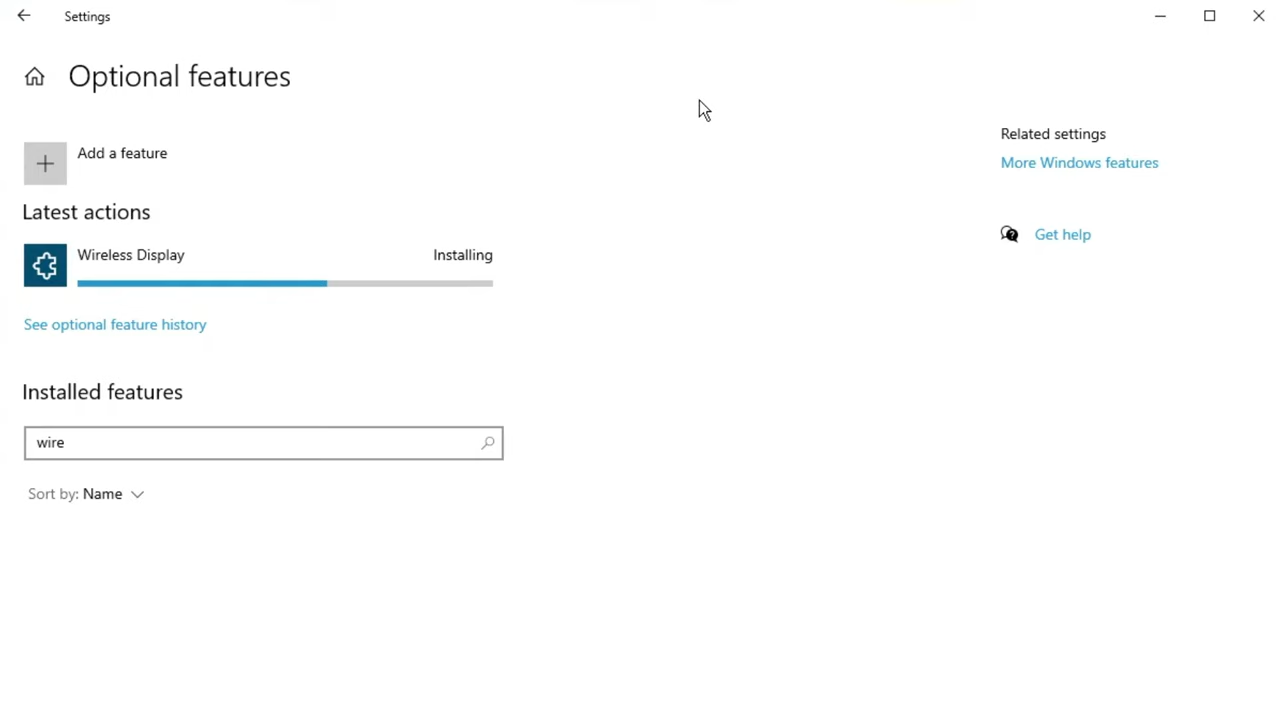 Settings
Optional features
Add a feature
Latest actions
Wireless Display
Installing
See optional feature history
Installed features
wire
Sort by: Name
Related settings
More Windows features
Get help